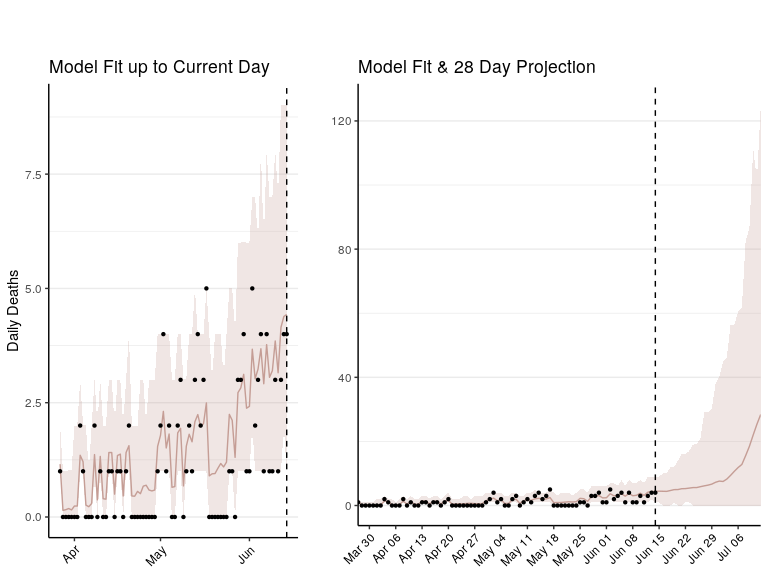 Model Fit up to Current Day
Model Fit & 28 Day Projection
Daily Deaths
7.5
5.0
2.5
0.0
Apr
May
Jun
120
80
40
0
Mar 30
Apr 06
Apr 13
Apr 20
Apr 27
May 04
May 11
May 18
May 25
Jun 01
Jun 08
Jun 15
Jun 22
Jun 29
Jul 06